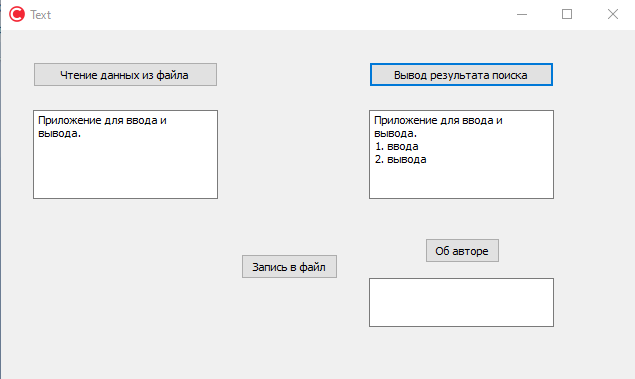 Text
Чтение данных из файла
Вывод результата поиска
Приложение для ввода и
вывода.
Приложение для ввода и
вывода.
1. ввода
2. вывода
Об авторе
Запись в файл